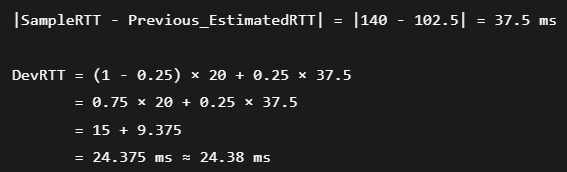 |SampleRTT - Previous_EstimatedRTT| = |140 - 102.5| = 37.5 ms
DevRTT = (1 - 0.25) × 20 + 0.25 × 37.5
= 0.75 × 20 + 0.25 × 37.5
= 15 + 9.375
= 24.375 ms ≈ 24.38 ms